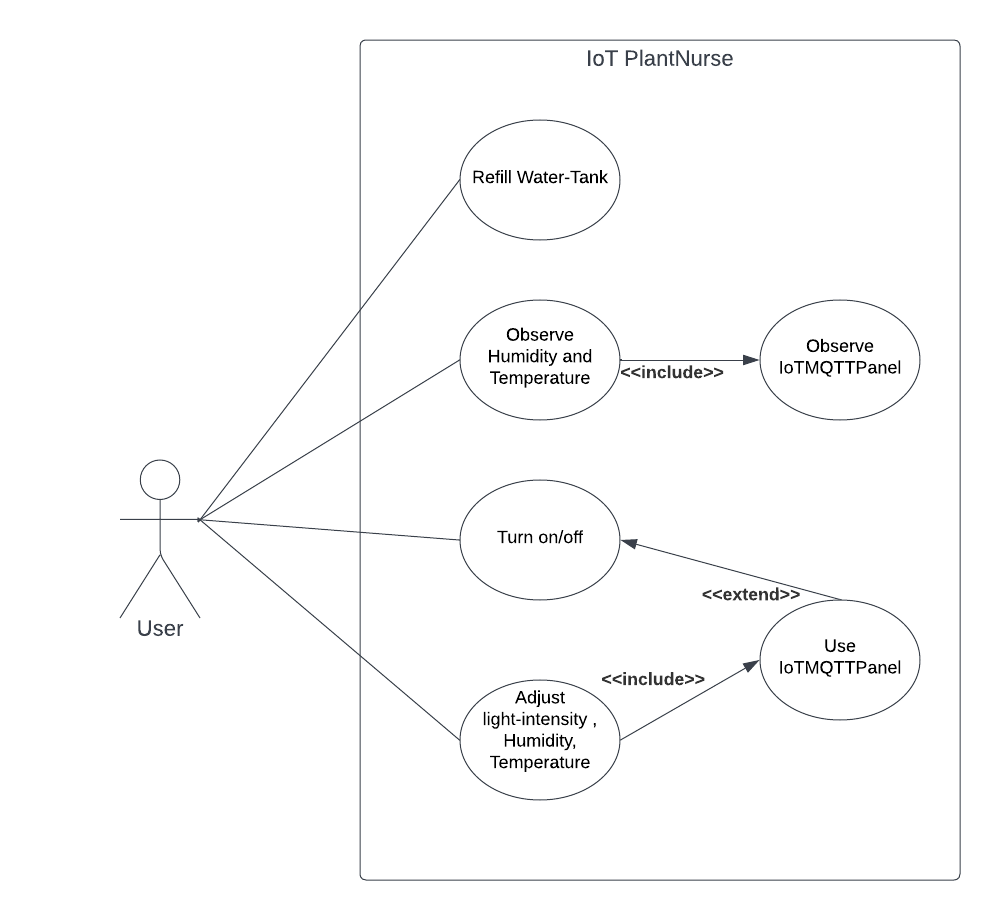 IoT PlantNurse
Refill Water-Tank
Observe
Humidity and
Temperature
<<include>>
Observe
IoTMQTTPanel
Turn on/off
<<extend>>
Use
IoTMQTTPanel
<<include>>
Adjust
light-intensity ,
Humidity,
Temperature
User